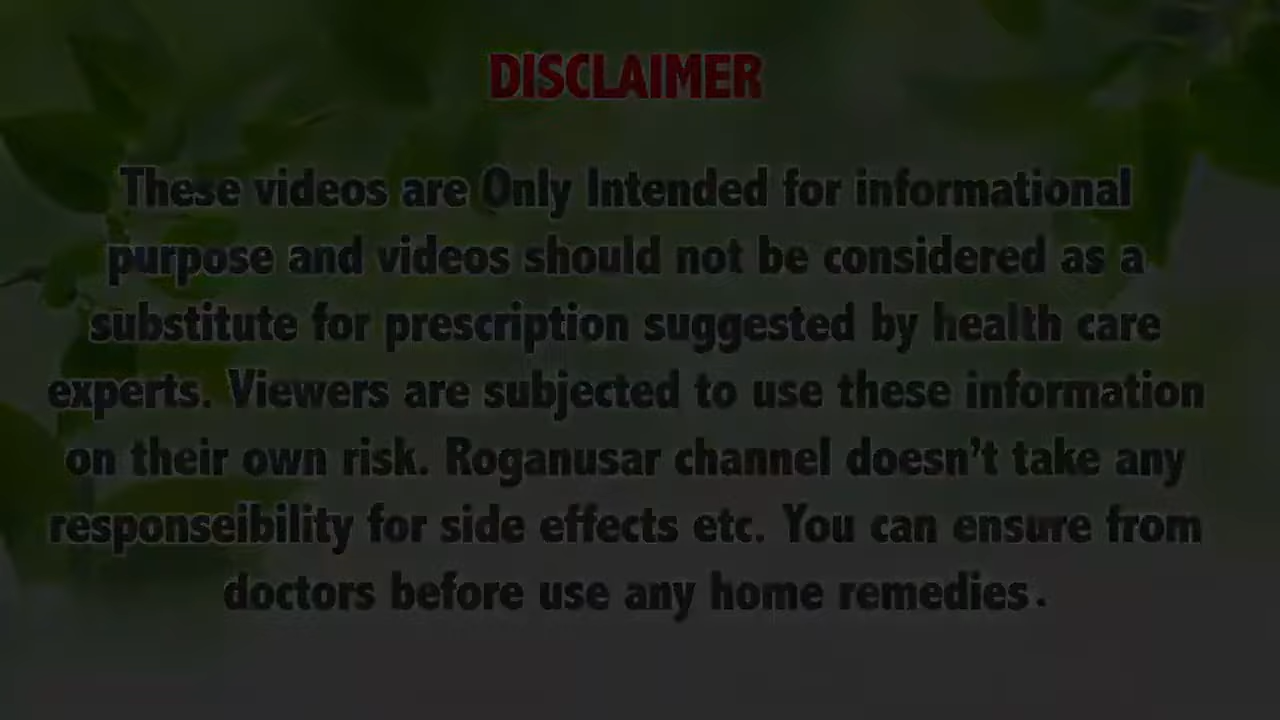 DISCLAIMER
These videos are Only Intended for informational
purpose and videos should not be considered as a
substitute for prescription suggested by health care
experts. Viewers are subjected to use these information
on their own risk. Roganusar channel doesn’t take any
responseibility for side effects etc. You can ensure from
doctors before use any home remedies.